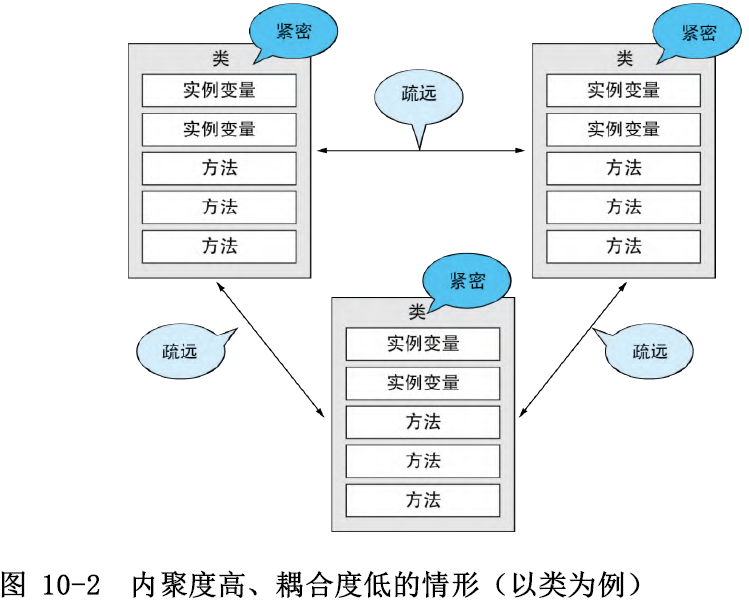 紧密
类
实例变量
实例变量
方法
方法
方法
疏远
紧密
类
实例变量
实例变量
方法
方法
方法
疏远
紧密
类
实例变量
实例变量
方法
方法
方法
疏远
图 10-2 内聚度高、耦合度低的情形（以类为例）